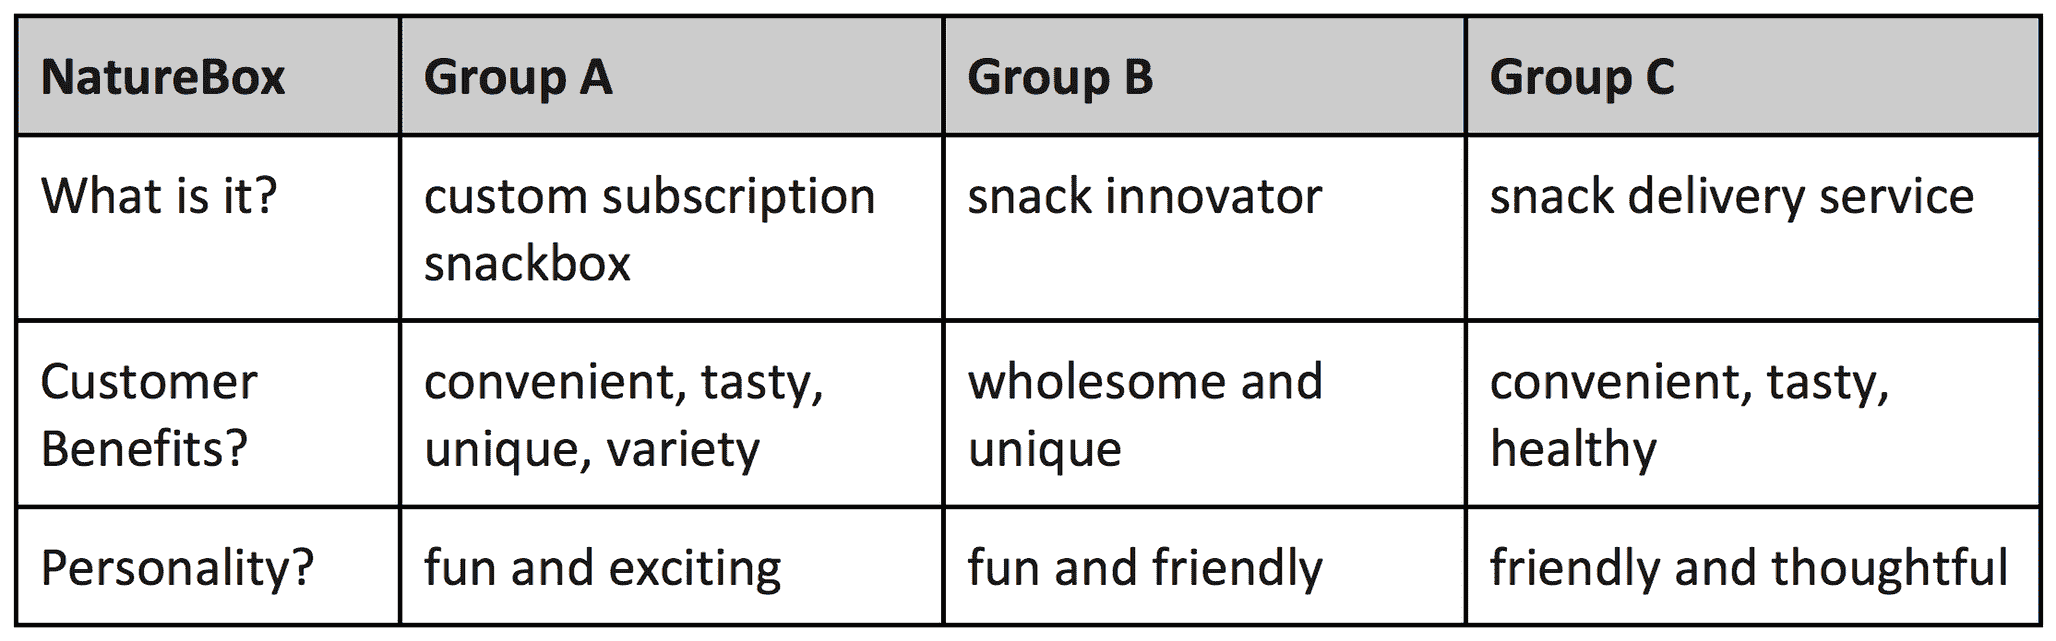 NatureBox
Group A
Group B
Group C
What is it?
custom subscription
snackbox
snack innovator
snack delivery service
Customer
Benefits?
convenient, tasty,
unique, variety
wholesome and
unique
convenient, tasty,
healthy
Personality?
fun and exciting
fun and friendly
friendly and thoughtful